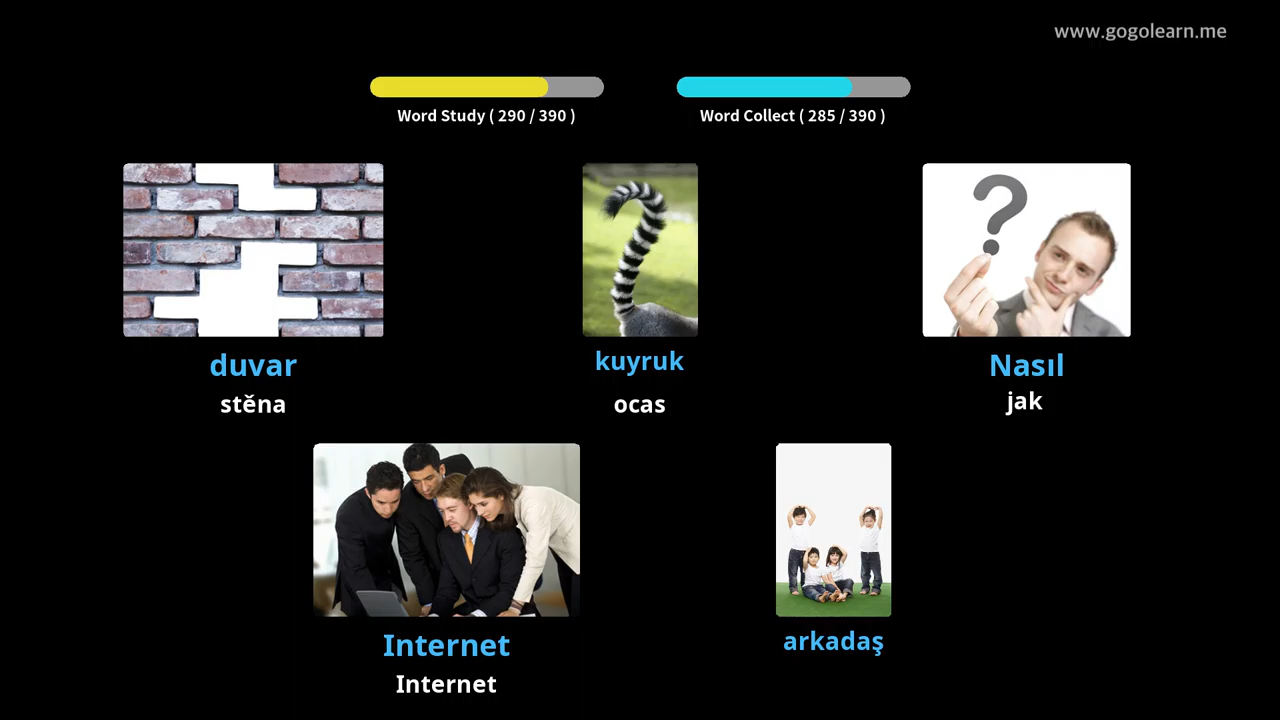 www.gogolearn.me
Word Study ( 290 / 390 )
Word Collect ( 285 / 390 )
duvar
stěna
kuyruk
ocas
Nasıl
jak
Internet
Internet
arkadaş